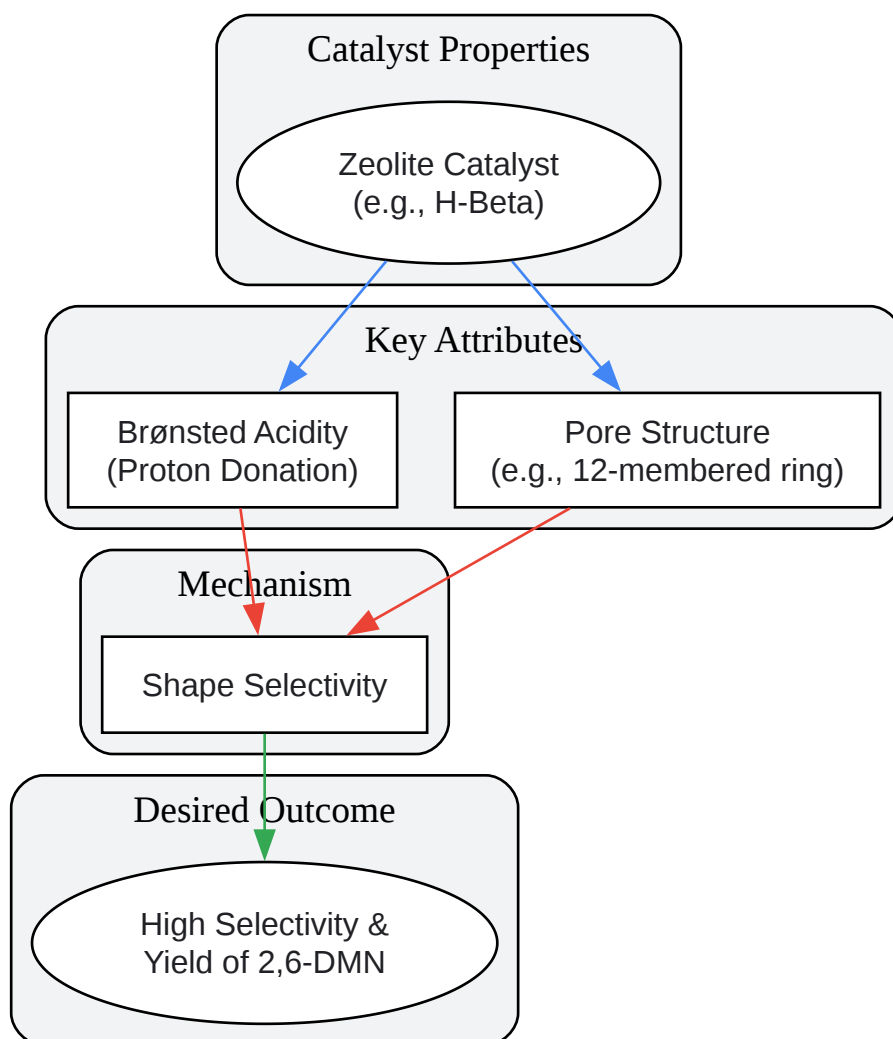 Catalyst Properties
Zeolite Catalyst
(e.g., H-Beta)
Key Attributes
Brønsted Acidity
(Proton Donation)
Pore Structure
(e.g., 12-membered ring)
Mechanism
Shape Selectivity
Desired Outcome
High Selectivity &
Yield of 2,6-DMN